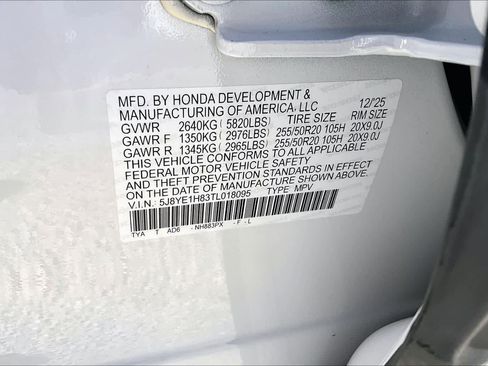 MFD. BY HONDA DEVELOPMENT &
MANUFACTURING OF AMERICA, LLC 12/'25
GVWR 2640KG (5820LBS) TIRE SIZE RIM SIZE
GAWR F 1350KG (2976LBS) 255/50R20 105H 20X9.0J
GAWR R 1345KG (2965LBS) 255/50R20 105H 20X9.0J
THIS VEHICLE CONFORMS TO ALL APPLICABLE
FEDERAL MOTOR VEHICLE SAFETY
AND THEFT PREVENTION STANDARDS IN EFFECT
ON THE DATE OF MANUFACTURE SHOWN ABOVE.
V.I.N.: 5J8YE1H83TL018095 TYPE: MPV
TYA T AD6 - NH883PX - F - L